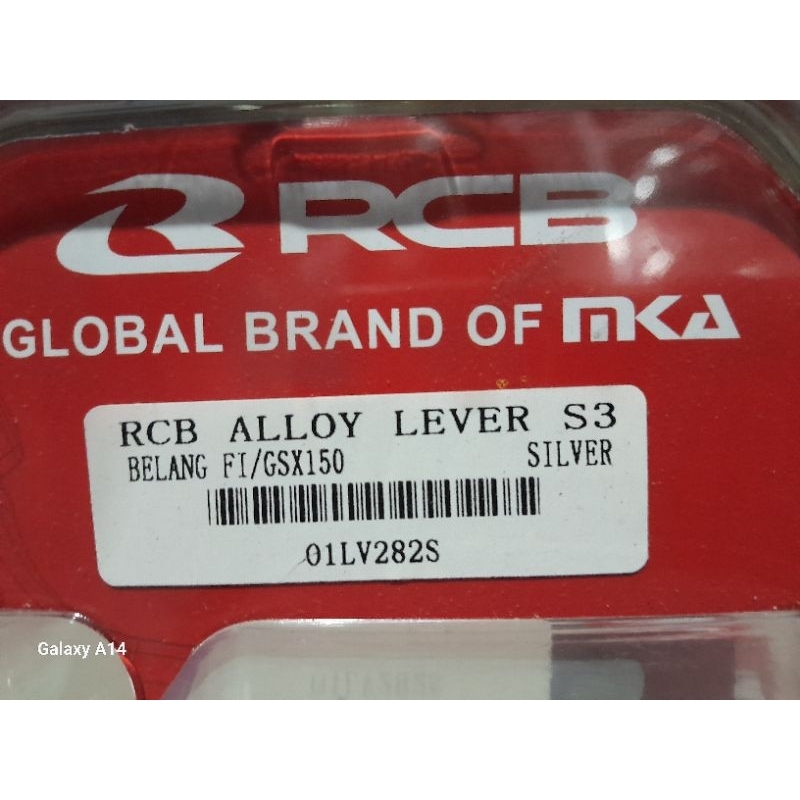 RCB
GLOBAL BRAND OF MKA
RCB ALLOY LEVER S3
BELANG FI/GSX150 SILVER
01LV282S
Galaxy A14